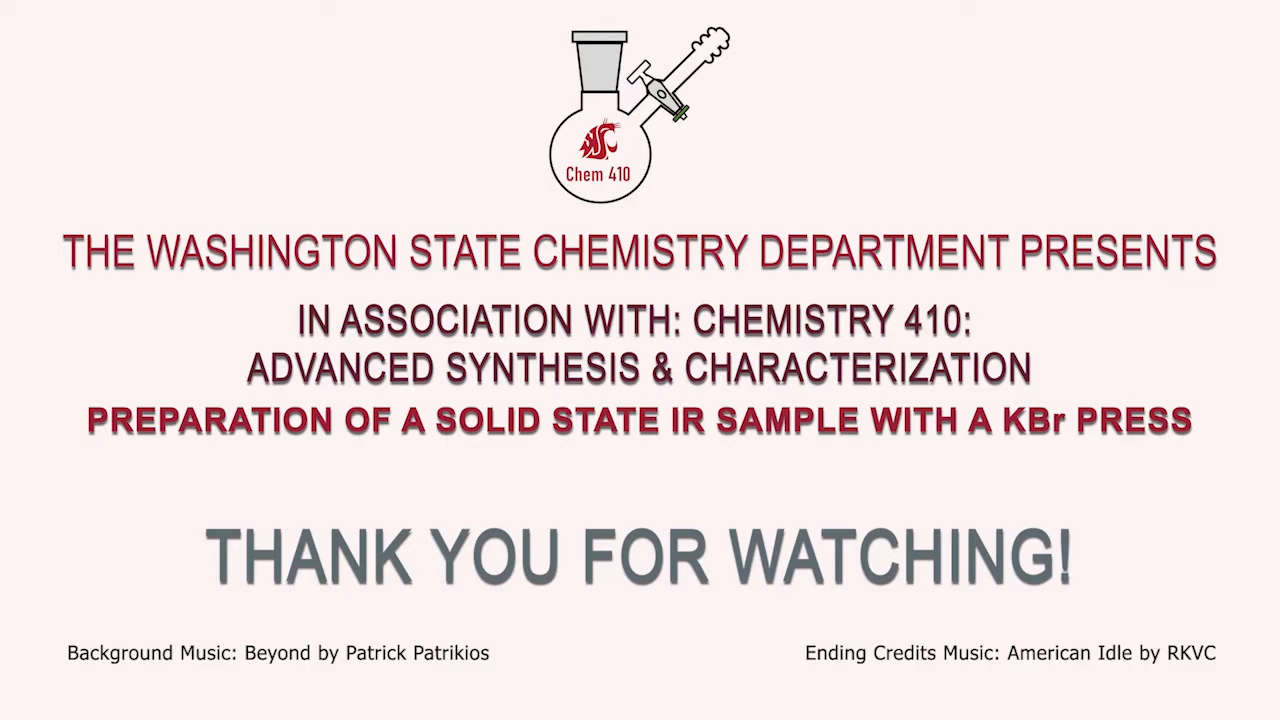 Chem 410
THE WASHINGTON STATE CHEMISTRY DEPARTMENT PRESENTS
IN ASSOCIATION WITH: CHEMISTRY 410:
ADVANCED SYNTHESIS & CHARACTERIZATION
PREPARATION OF A SOLID STATE IR SAMPLE WITH A KBr PRESS
THANK YOU FOR WATCHING!
Background Music: Beyond by Patrick Patrikios
Ending Credits Music: American Idle by RKVC